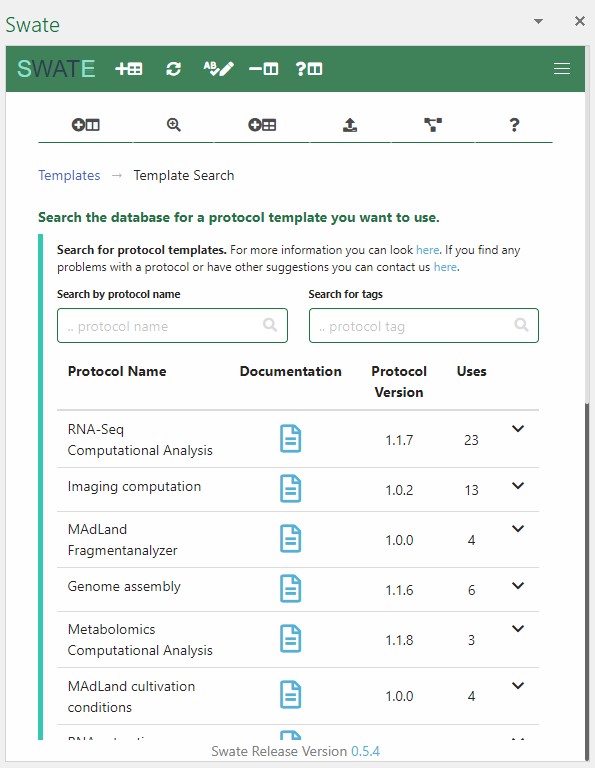 Swate
SWATE
Templates → Template Search
Search the database for a protocol template you want to use.
Search for protocol templates. For more information you can look here. If you find any
problems with a protocol or have other suggestions you can contact us here.
Search by protocol name Search for tags
.. protocol name .. protocol tag
Protocol Name Documentation Protocol Version Uses
RNA-Seq
Computational Analysis 1.1.7 23
Imaging computation 1.0.2 13
MAdLand
Fragmentanalyzer 1.0.0 4
Genome assembly 1.1.6 6
Metabolomics
Computational Analysis 1.1.8 3
MAdLand cultivation
conditions 1.0.0 4
Swate Release Version 0.5.4